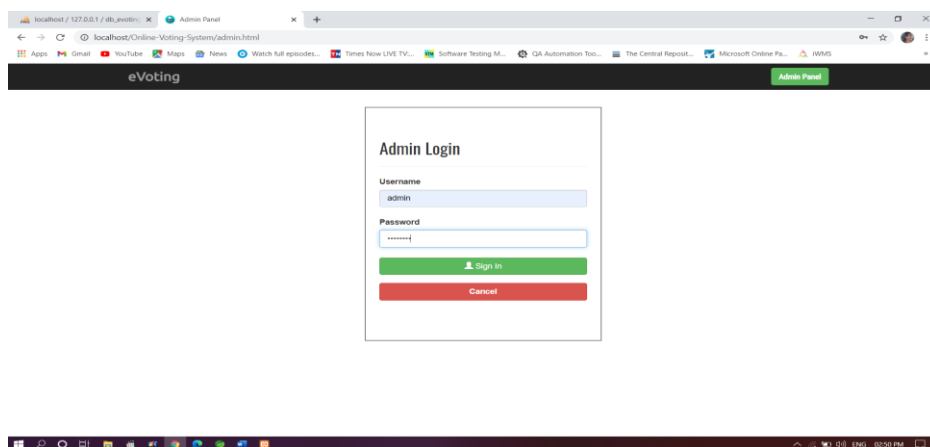 localhost / 127.0.0.1 / db_evoting
Admin Panel
localhost/Online-Voting-System/admin.html
Apps Gmail YouTube Maps News Watch full episodes... Times Now LIVE TV:... Software Testing M... QA Automation Too... The Central Reposit... Microsoft Online Pa... iWMS
eVoting
Admin Panel
Admin Login
Username
admin
Password
Sign In
Cancel
ENG 02:50 PM